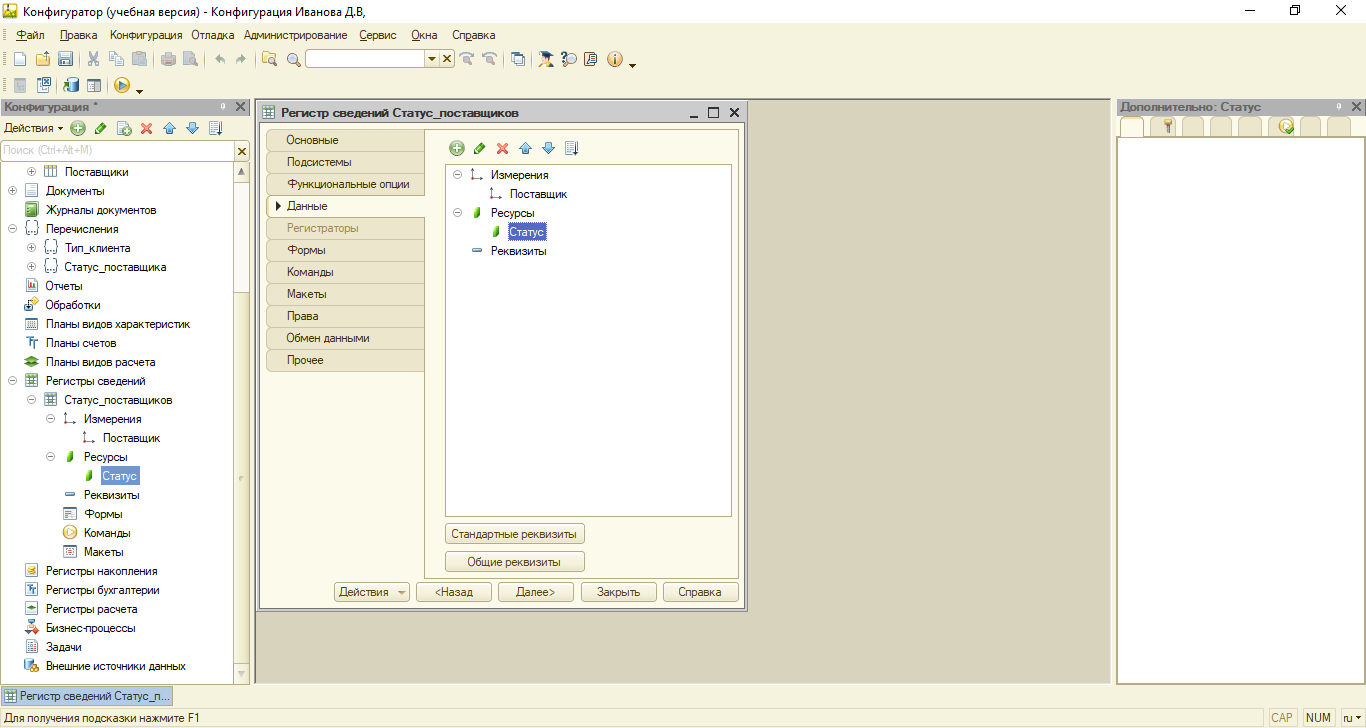 Конфигуратор (учебная версия) - Конфигурация Иванова Д.В,
Файл Правка Конфигурация Отладка Администрирование Сервис Окна Справка
Конфигурация *
Действия
Поиск (Ctrl+Alt+M)
Поставщики
Документы
Журналы документов
Перечисления
Тип_клиента
Статус_поставщика
Отчеты
Обработки
Планы видов характеристик
Планы счетов
Планы видов расчета
Регистры сведений
Статус_поставщиков
Измерения
Поставщик
Ресурсы
Статус
Реквизиты
Формы
Команды
Макеты
Регистры накопления
Регистры бухгалтерии
Регистры расчета
Бизнес-процессы
Задачи
Внешние источники данных
Регистр сведений Статус_поставщиков
Основные
Подсистемы
Функциональные опции
Данные
Регистраторы
Формы
Команды
Макеты
Права
Обмен данными
Прочее
Измерения
Поставщик
Ресурсы
Статус
Реквизиты
Стандартные реквизиты
Общие реквизиты
Действия <Назад Далее> Закрыть Справка
Дополнительно: Статус
Регистр сведений Статус_п...
Для получения подсказки нажмите F1
CAP NUM ru